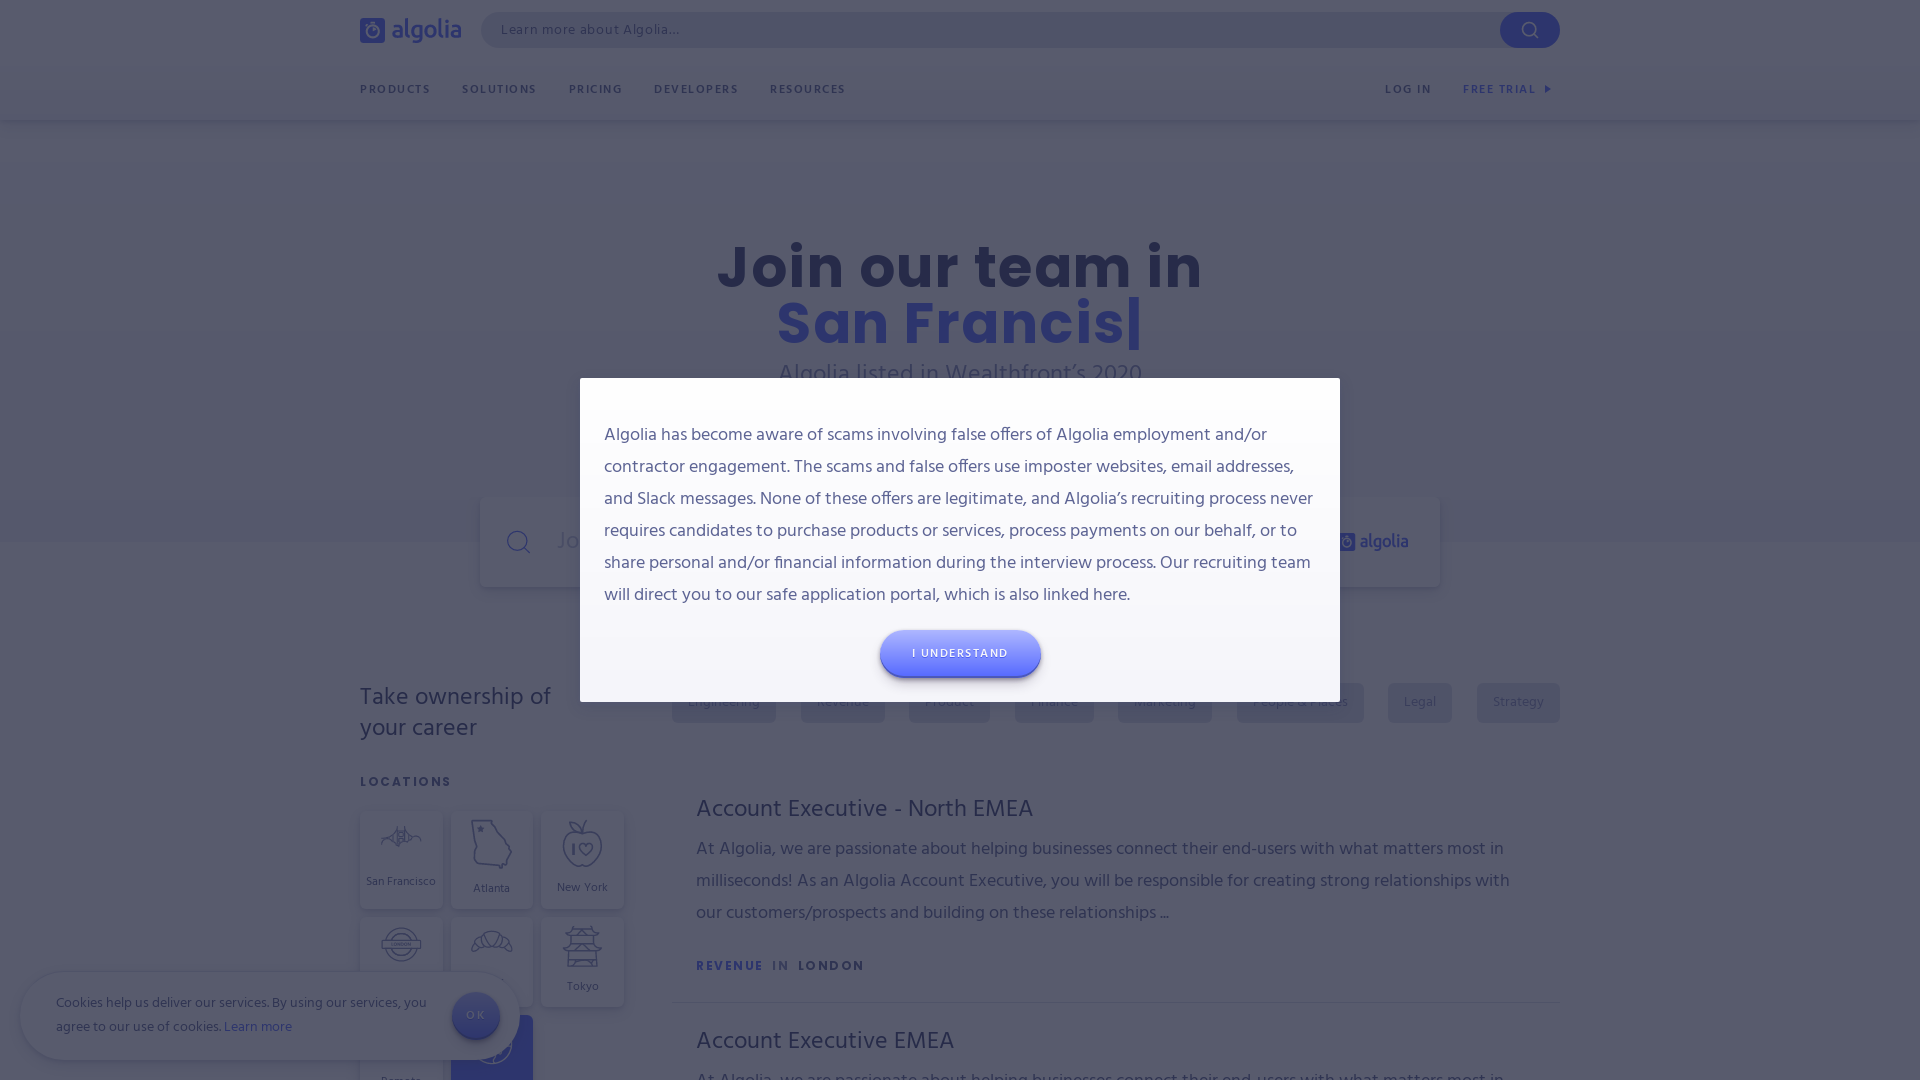 algolia
Learn more about Algolia...
PRODUCTS SOLUTIONS PRICING DEVELOPERS RESOURCES LOG IN FREE TRIAL
Join our team in
San Francis|
Algolia listed in Wealthfront's 2020
Algolia has become aware of scams involving false offers of Algolia employment and/or
contractor engagement. The scams and false offers use imposter websites, email addresses,
and Slack messages. None of these offers are legitimate, and Algolia's recruiting process never
requires candidates to purchase products or services, process payments on our behalf, or to
share personal and/or financial information during the interview process. Our recruiting team
will direct you to our safe application portal, which is also linked here.
I UNDERSTAND
Jo
algolia
Engineering Revenue Product Finance Marketing People & Places Legal Strategy
Take ownership of
your career
LOCATIONS
San Francisco
Atlanta
I
New York
LONDON
Tokyo
Account Executive - North EMEA
At Algolia, we are passionate about helping businesses connect their end-users with what matters most in
milliseconds! As an Algolia Account Executive, you will be responsible for creating strong relationships with
our customers/prospects and building on these relationships ...
REVENUE IN LONDON
Account Executive EMEA
At Algolia, we are passionate about helping businesses connect their end-users with what matters most in
Cookies help us deliver our services. By using our services, you
agree to our use of cookies. Learn more
OK
Remote